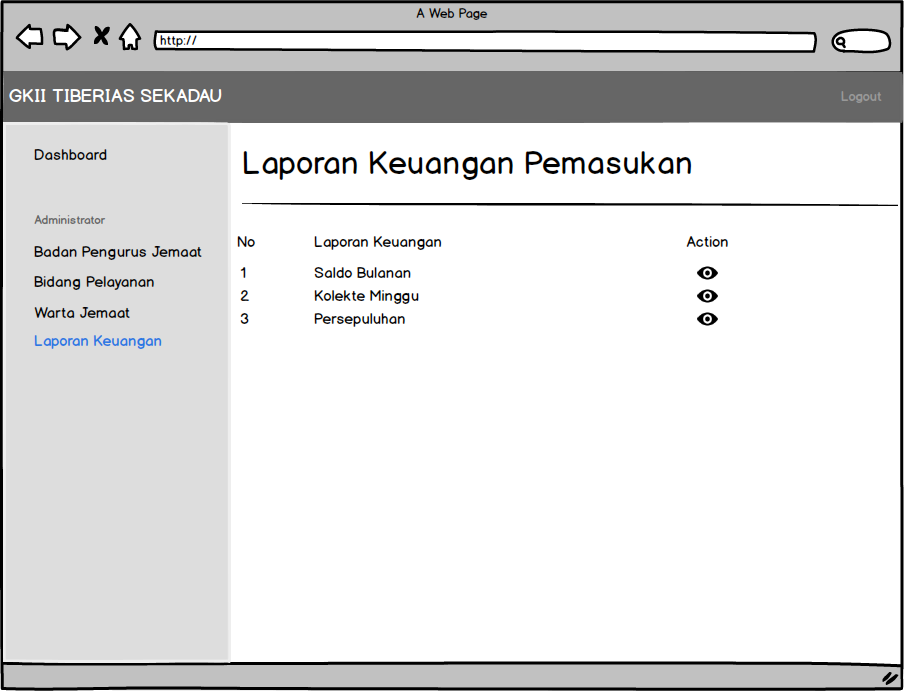 A Web Page
http://
GKII TIBERIAS SEKADAU
Logout
Dashboard
Administrator
Badan Pengurus Jemaat
Bidang Pelayanan
Warta Jemaat
Laporan Keuangan
Laporan Keuangan Pemasukan
No Laporan Keuangan Action
1 Saldo Bulanan
2 Kolekte Minggu
3 Persepuluhan